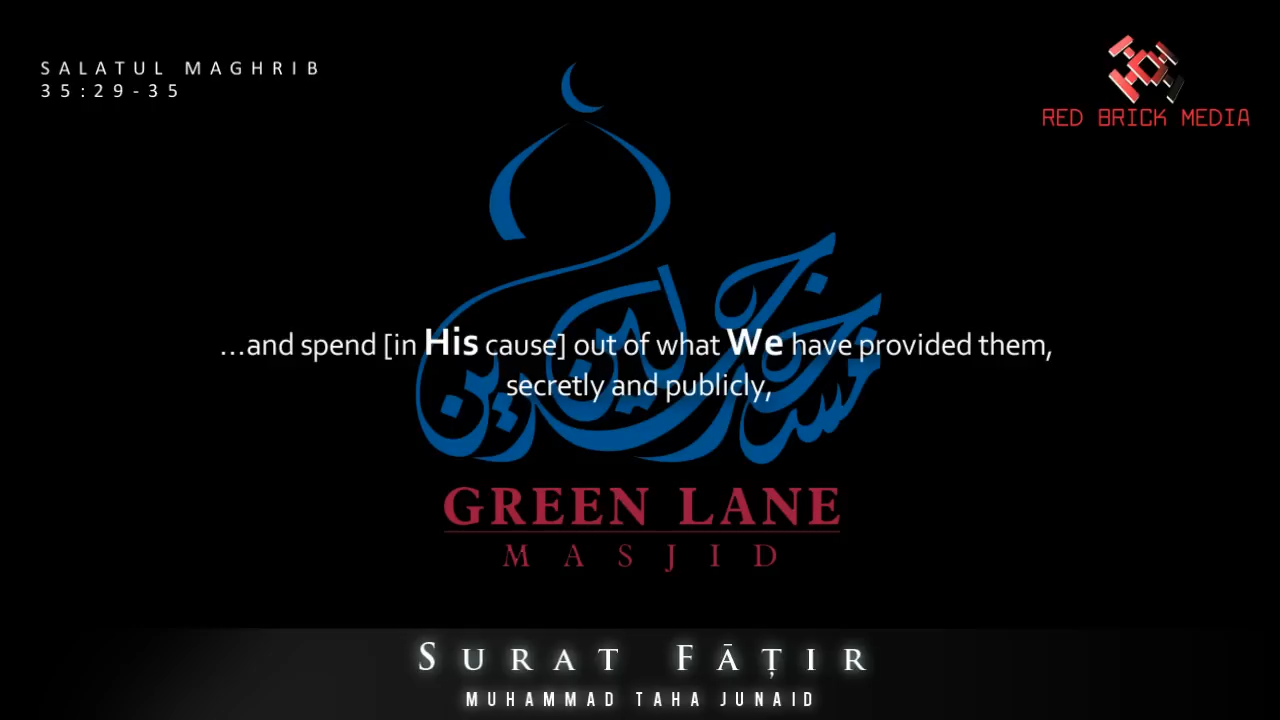 SALATUL MAGHRIB
35:29-35
RED BRICK MEDIA
...and spend [in His cause] out of what We have provided them,
secretly and publicly,
GREEN LANE
MASJID
SURAT FĀṬIR
MUHAMMAD TAHA JUNAID